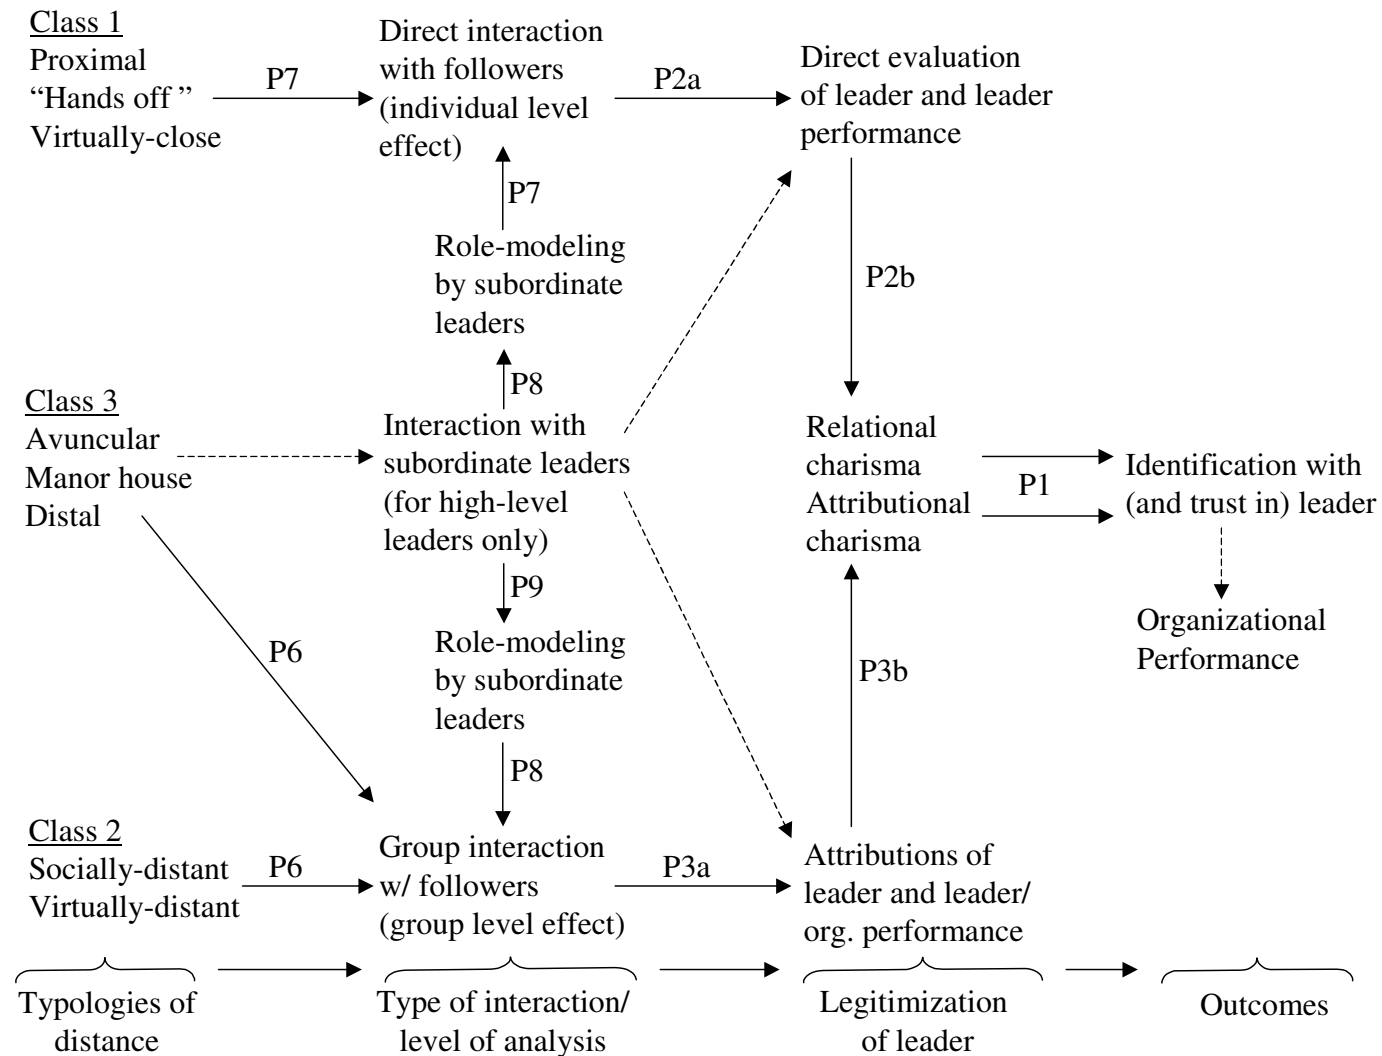 Class 1
Proximal
“Hands off ”
Virtually-close
P7
Direct interaction
with followers
(individual level
effect)
P2a
Direct evaluation
of leader and leader
performance
P7
Role-modeling
by subordinate
leaders
P2b
P8
Class 3
Avuncular
Manor house
Distal
Interaction with
subordinate leaders
(for high-level
leaders only)
Relational
charisma
Attributional
charisma
P1
Identification with
(and trust in) leader
P9
Organizational
Performance
P6
Role-modeling
by subordinate
leaders
P3b
P8
Class 2
Socially-distant
Virtually-distant
P6
Group interaction
w/ followers
(group level effect)
P3a
Attributions of
leader and leader/
org. performance
Typologies of
distance
Type of interaction/
level of analysis
Legitimization
of leader
Outcomes